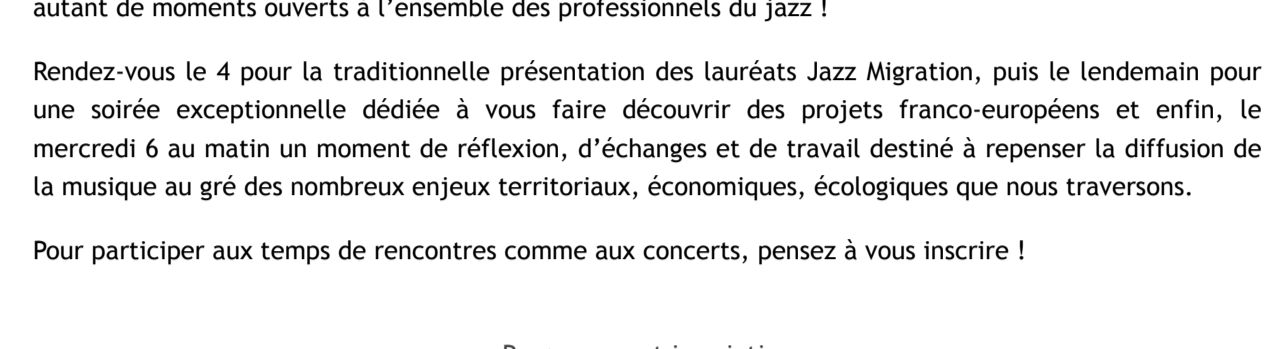 autant de moments ouverts à l’ensemble des professionnels du jazz !
Rendez-vous le 4 pour la traditionnelle présentation des lauréats Jazz Migration, puis le lendemain pour
une soirée exceptionnelle dédiée à vous faire découvrir des projets franco-européens et enfin, le
mercredi 6 au matin un moment de réflexion, d’échanges et de travail destiné à repenser la diffusion de
la musique au gré des nombreux enjeux territoriaux, économiques, écologiques que nous traversons.
Pour participer aux temps de rencontres comme aux concerts, pensez à vous inscrire !